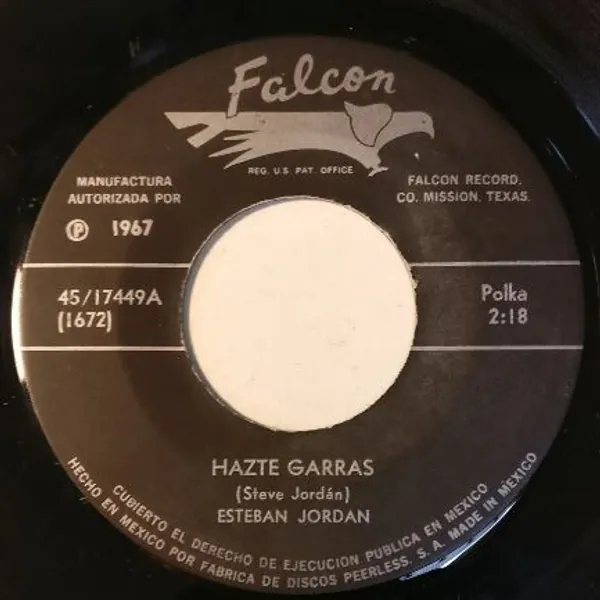 Falcon
REG. U.S. PAT. OFFICE
MANUFACTURA
AUTORIZADA POR
℗ 1967
FALCON RECORD.
CO. MISSION, TEXAS.
45/17449A
(1672)
Polka
2:18
HAZTE GARRAS
(Steve Jordán)
ESTEBAN JORDAN
CUBIERTO EL DERECHO DE EJECUCION PUBLICA EN MEXICO
HECHO EN MEXICO POR FABRICA DE DISCOS PEERLESS, S.A. MADE IN MEXICO